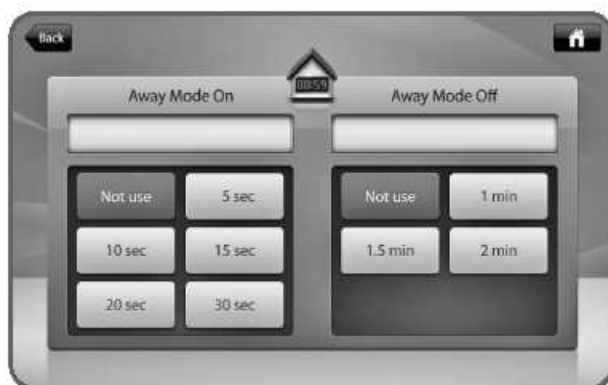 Back
00:59
Away Mode On
Away Mode Off
Not use
5 sec
10 sec
15 sec
20 sec
30 sec
Not use
1 min
1.5 min
2 min